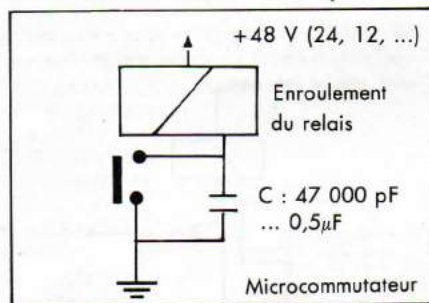 +48 V (24, 12, ...)
Enroulement
du relais
C : 47 000 pF
... 0,5μF
Microcommutateur